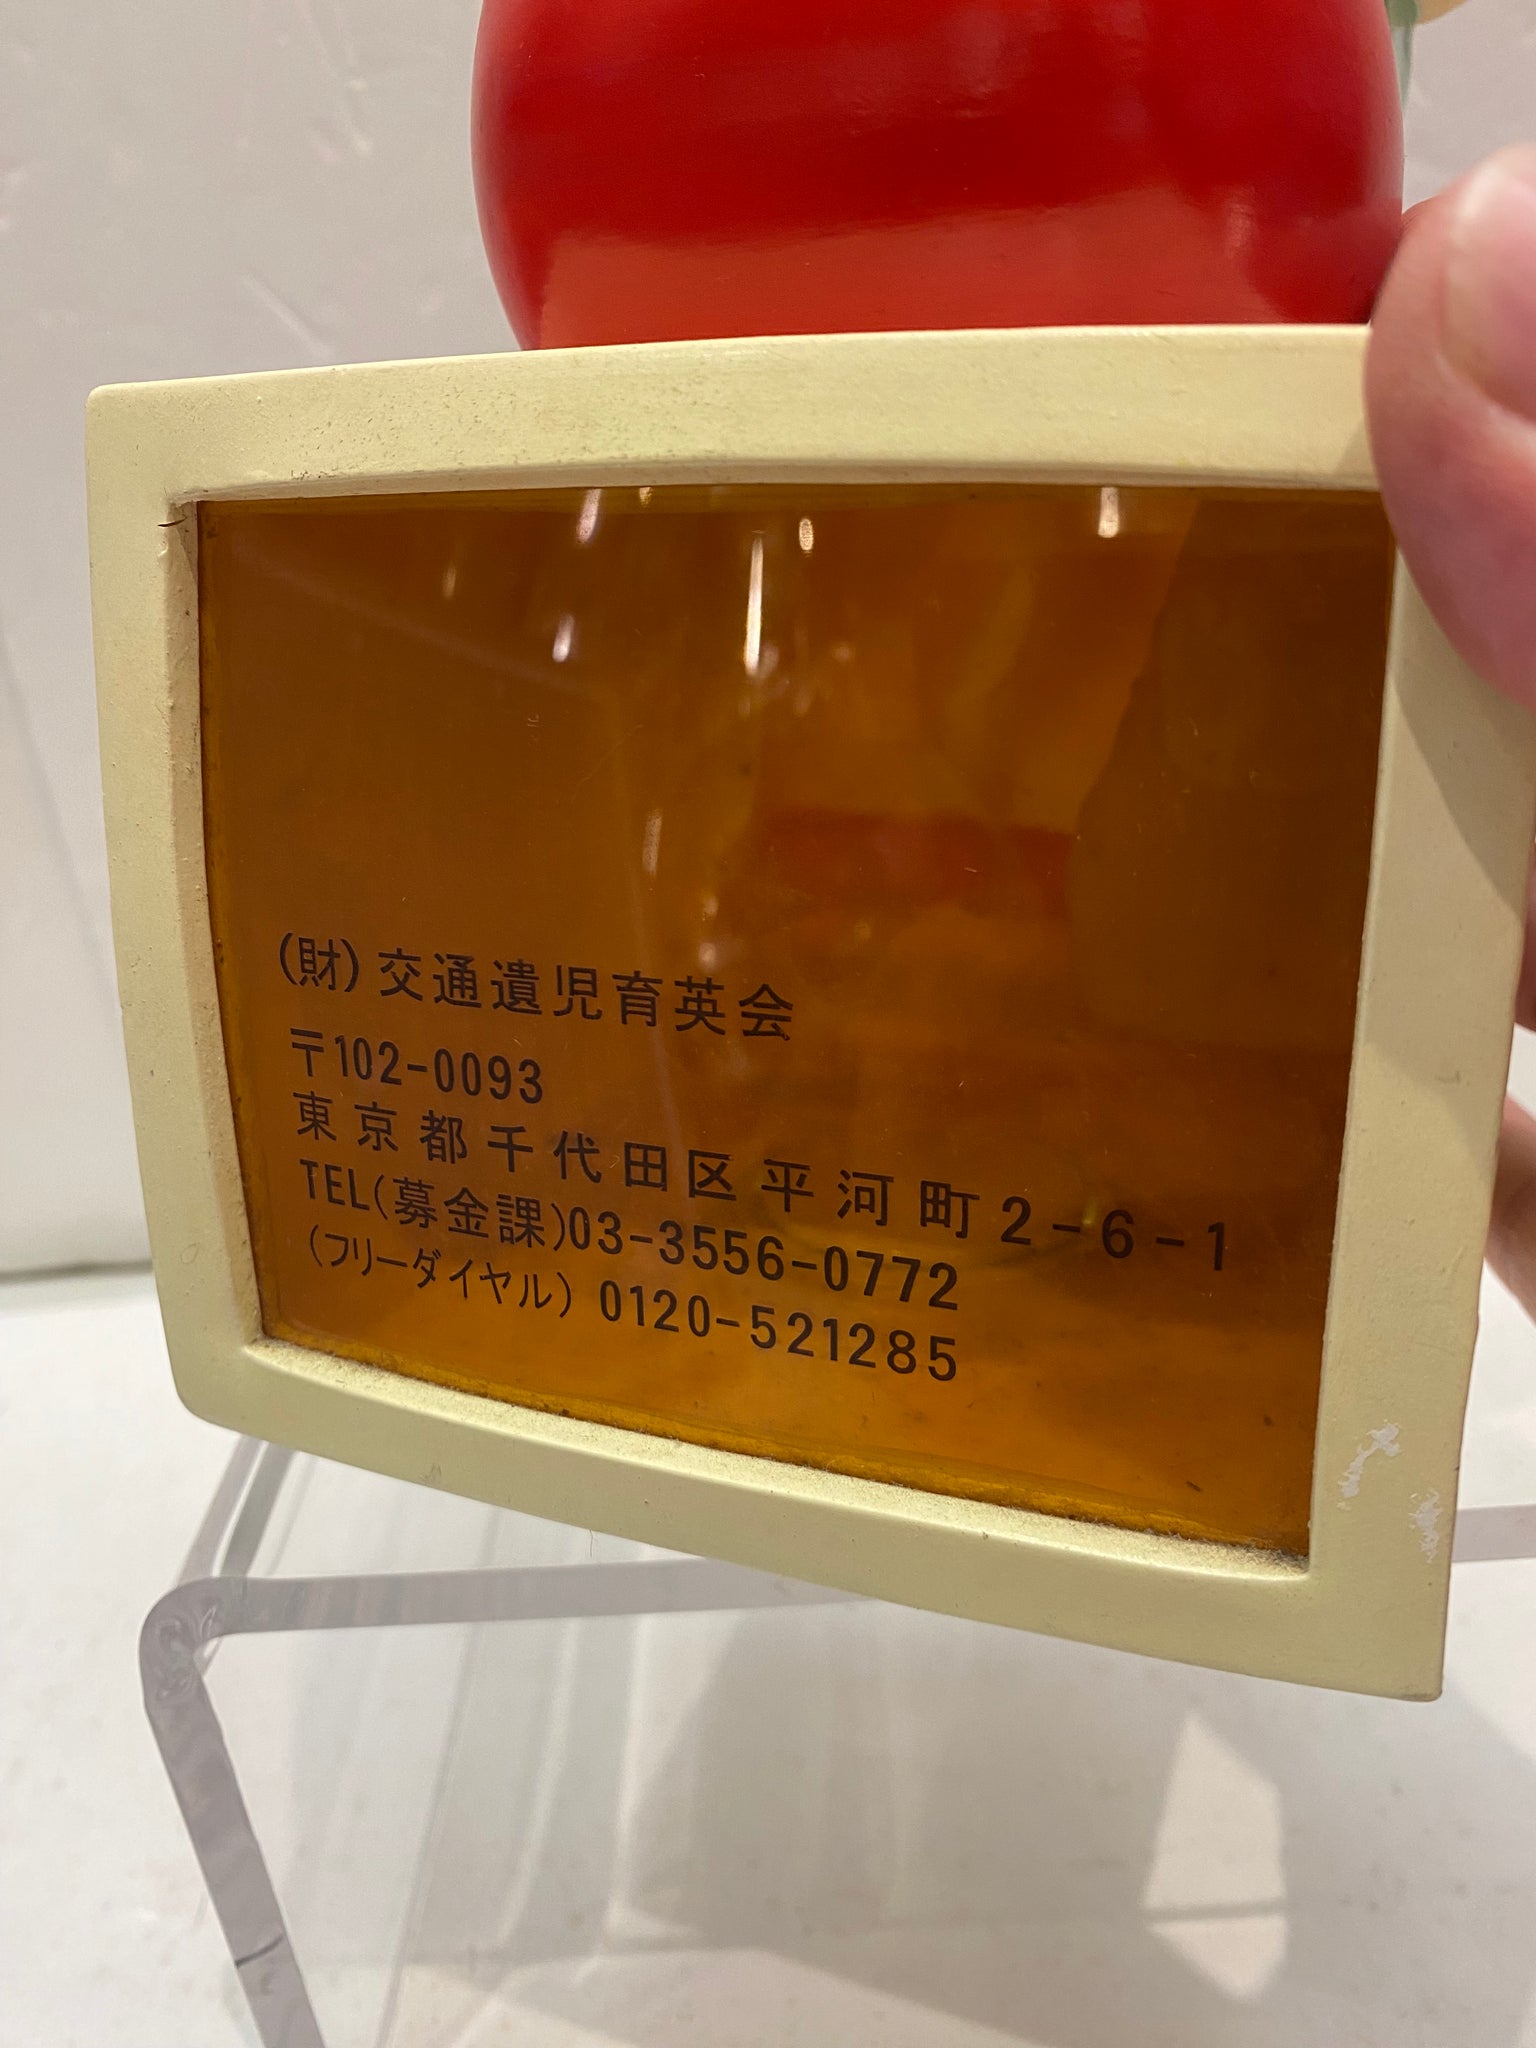 (財)交通遺児育英会
〒102-0093
東京都千代田区平河町2-6-1
TEL(募金課)03-3556-0772
(フリーダイヤル) 0120-521285